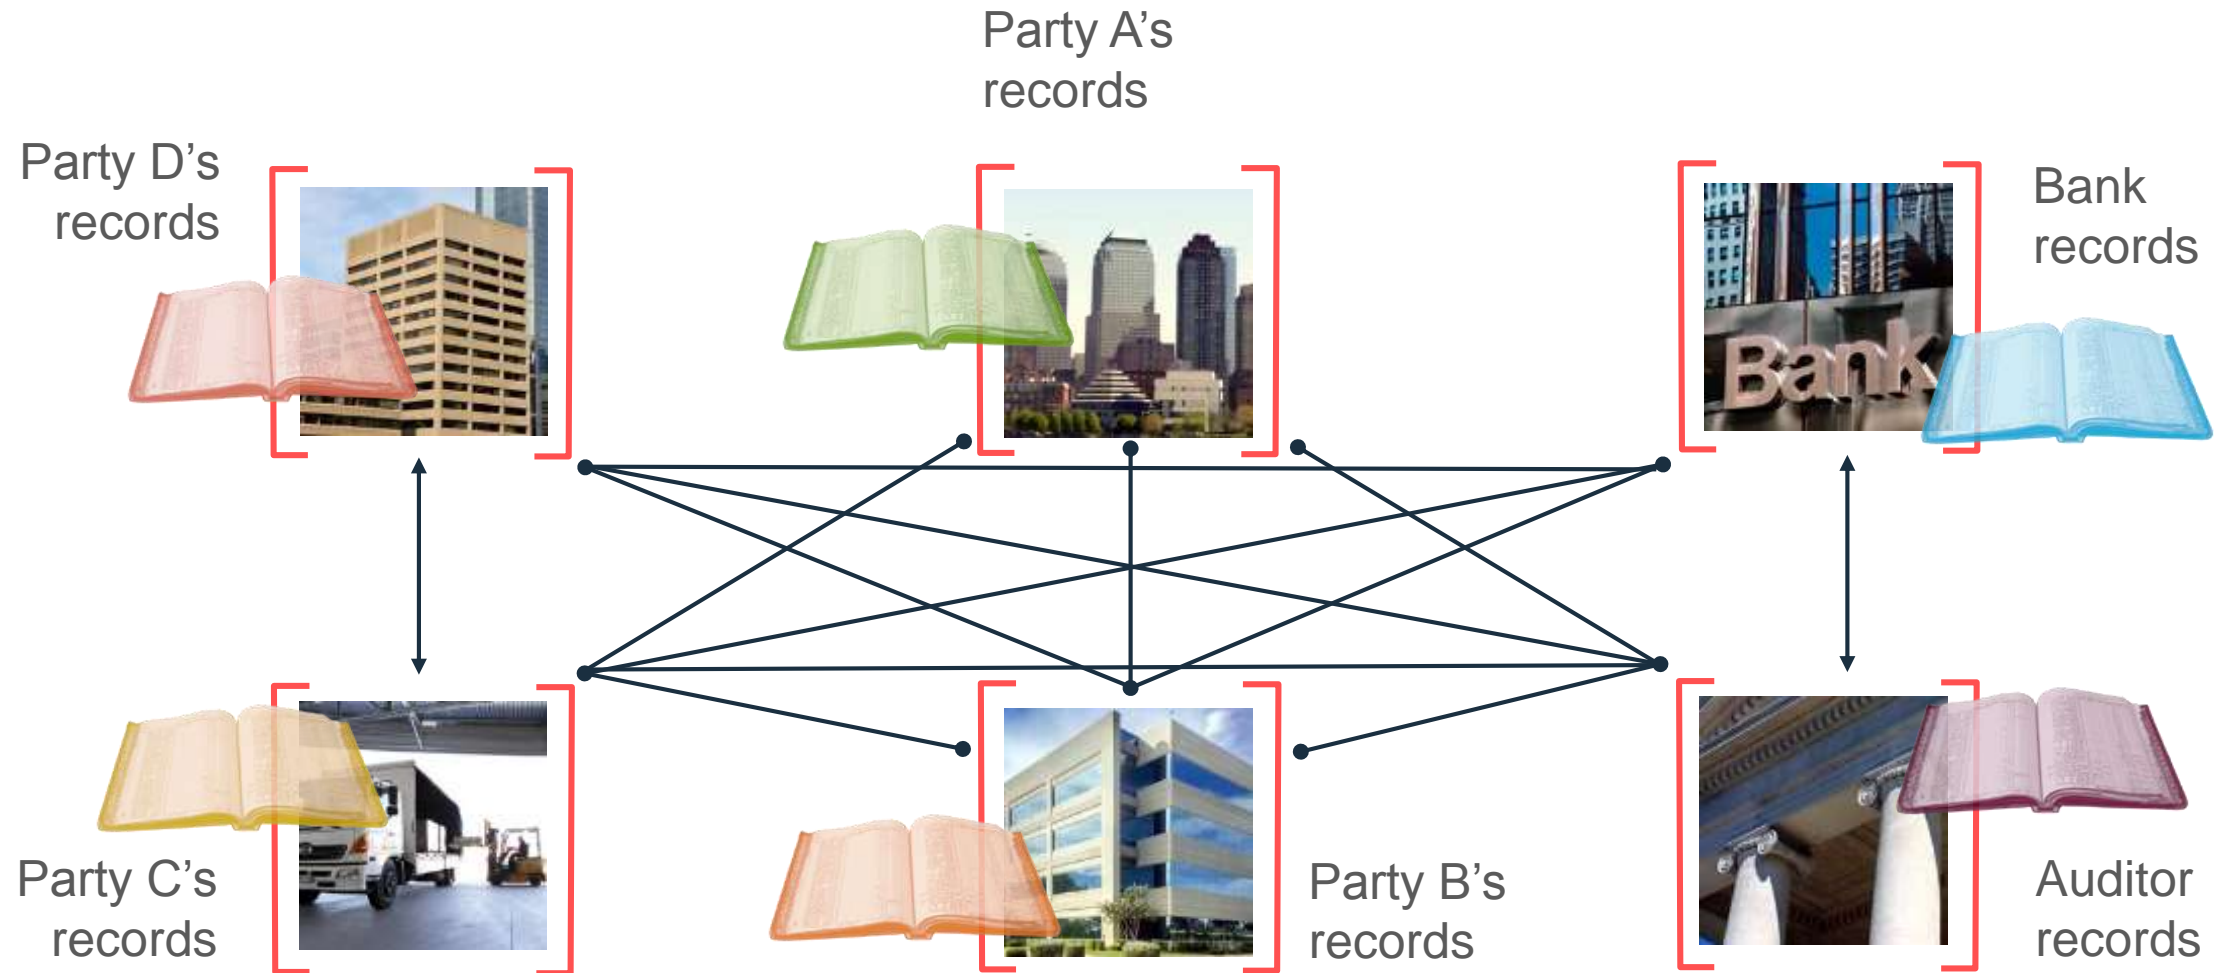 Party A’s
records
Party D’s
records
Bank
records
Bank
Party C’s
records
Party B’s
records
Auditor
records